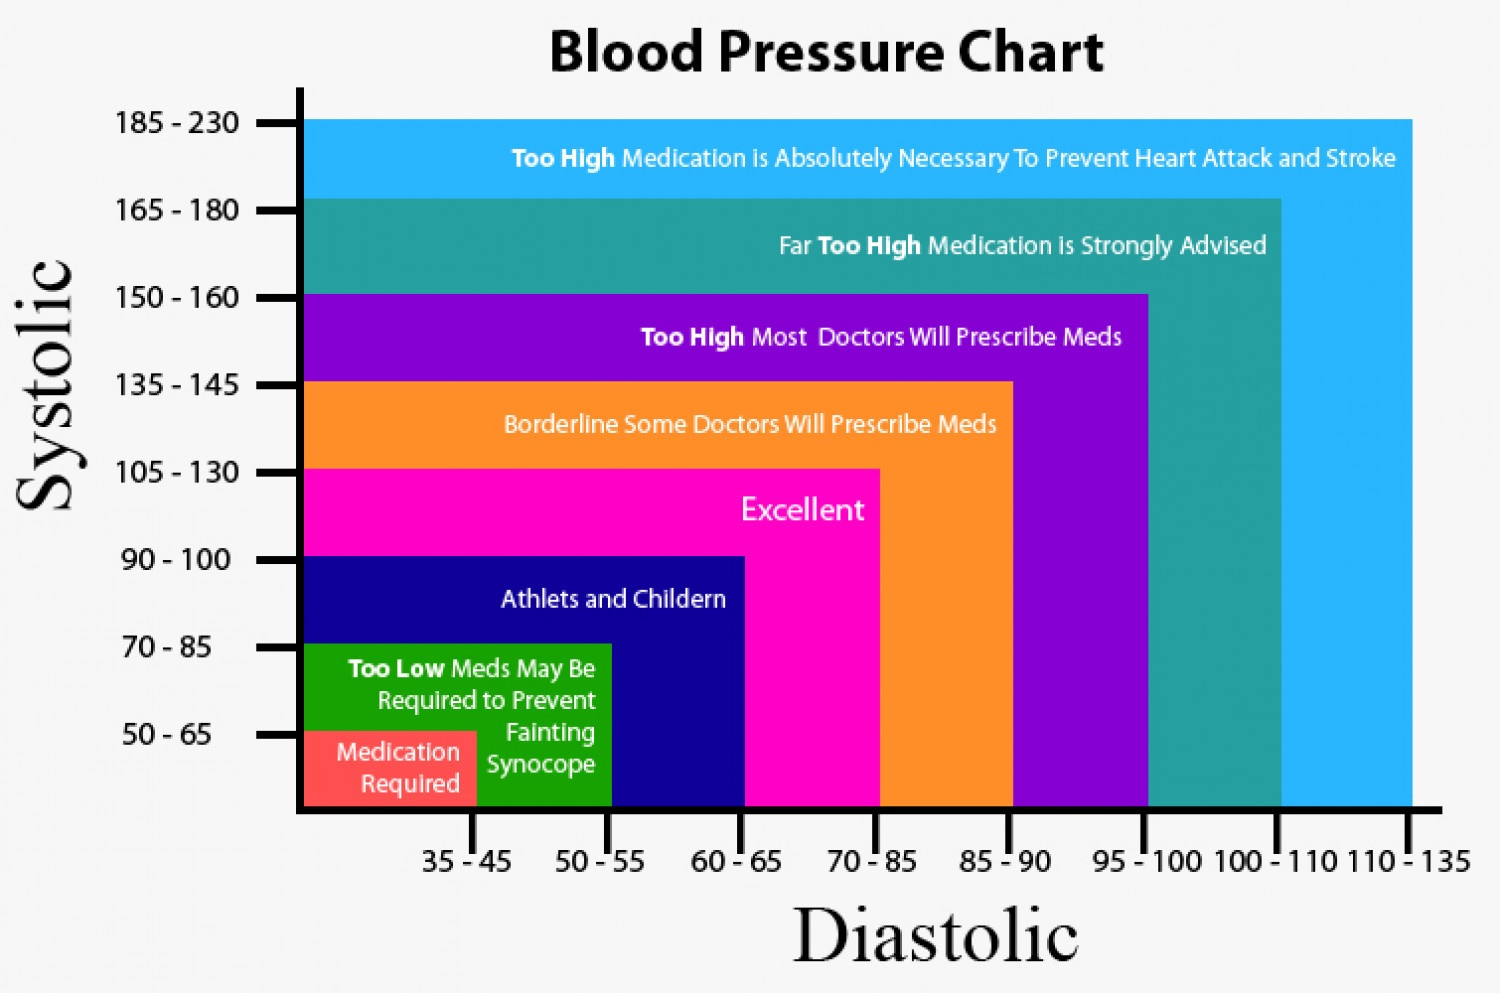 Blood Pressure Chart
Systolic
185 - 230
165 - 180
150 - 160
135 - 145
105 - 130
90 - 100
70 - 85
50 - 65
Too High Medication is Absolutely Necessary To Prevent Heart Attack and Stroke
Far Too High Medication is Strongly Advised
Too High Most Doctors Will Prescribe Meds
Borderline Some Doctors Will Prescribe Meds
Excellent
Athlets and Childern
Too Low Meds May Be
Required to Prevent
Fainting
Synocope
Medication
Required
35 - 45
50 - 55
60 - 65
70 - 85
85 - 90
95 - 100
100 - 110
110 - 135
Diastolic